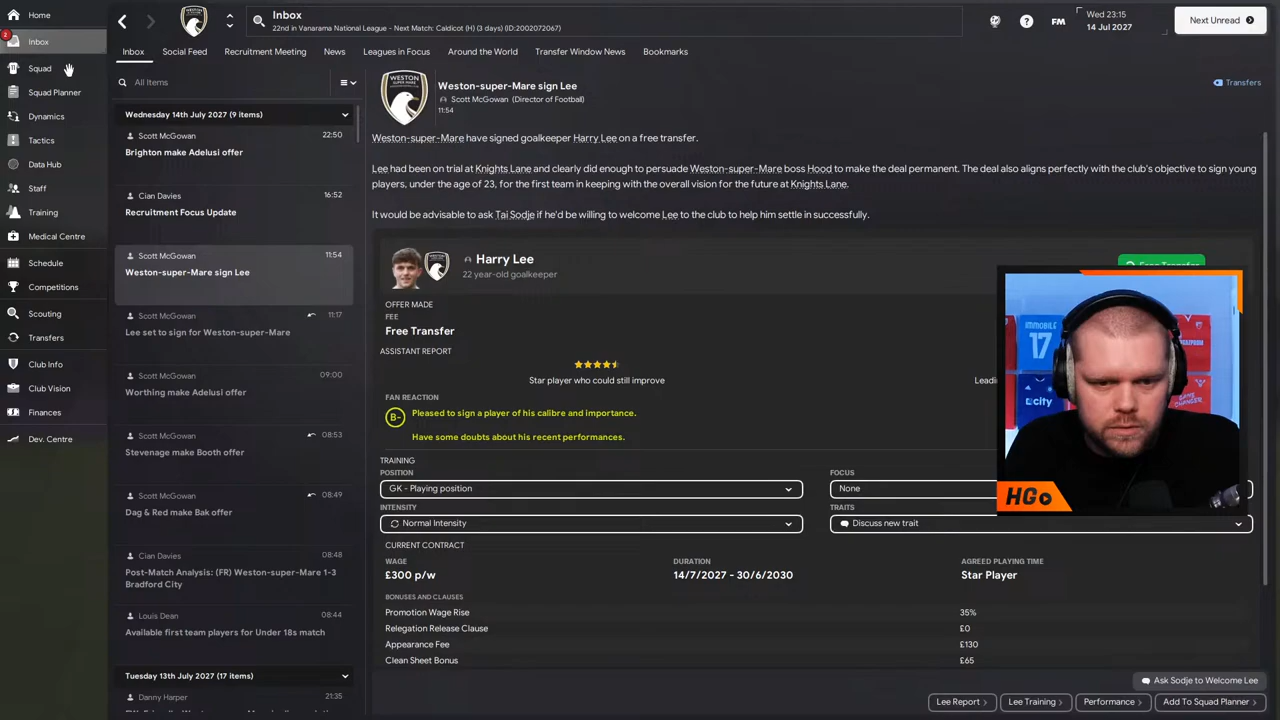 Home
2
Inbox
Squad
Squad Planner
Dynamics
Tactics
Data Hub
Staff
Training
Medical Centre
Schedule
Competitions
Scouting
Transfers
Club Info
Club Vision
Finances
Dev. Centre
Inbox
22nd in Vanarama National League - Next Match: Caldicot (H) (3 days) (ID:2002072067)
FM
Wed 23:15
14 Jul 2027
Next Unread
Inbox
Social Feed
Recruitment Meeting
News
Leagues in Focus
Around the World
Transfer Window News
Bookmarks
All Items
Wednesday 14th July 2027 (9 items)
Scott McGowan 22:50
Brighton make Adelusi offer
Cian Davies 16:52
Recruitment Focus Update
Scott McGowan 11:54
Weston-super-Mare sign Lee
Scott McGowan 11:17
Lee set to sign for Weston-super-Mare
Scott McGowan 09:00
Worthing make Adelusi offer
Scott McGowan 08:53
Stevenage make Booth offer
Scott McGowan 08:49
Dag & Red make Bak offer
Cian Davies 08:48
Post-Match Analysis: (FR) Weston-super-Mare 1-3
Bradford City
Louis Dean 08:44
Available first team players for Under 18s match
Tuesday 13th July 2027 (17 items)
Danny Harper 21:35
WESTON
SUPER MARE
Weston-super-Mare sign Lee
Scott McGowan (Director of Football)
11:54
Transfers
Weston-super-Mare have signed goalkeeper Harry Lee on a free transfer.
Lee had been on trial at Knights Lane and clearly did enough to persuade Weston-super-Mare boss Hood to make the deal permanent. The deal also aligns perfectly with the club's objective to sign young
players, under the age of 23, for the first team in keeping with the overall vision for the future at Knights Lane.
It would be advisable to ask Tai Sodje if he'd be willing to welcome Lee to the club to help him settle in successfully.
Harry Lee
22 year-old goalkeeper
OFFER MADE
FEE
Free Transfer
ASSISTANT REPORT
Star player who could still improve
FAN REACTION
B-
Pleased to sign a player of his calibre and importance.
Have some doubts about his recent performances.
TRAINING
POSITION
GK - Playing position
FOCUS
None
INTENSITY
Normal Intensity
TRAITS
Discuss new trait
CURRENT CONTRACT
WAGE
£300 p/w
DURATION
14/7/2027 - 30/6/2030
AGREED PLAYING TIME
Star Player
BONUSES AND CLAUSES
Promotion Wage Rise 35%
Relegation Release Clause £0
Appearance Fee £130
Clean Sheet Bonus £65
Ask Sodje to Welcome Lee
Lee Report
Lee Training
Performance
Add To Squad Planner
IMMOBILE
17
city
GAME
CHANGER
HGo